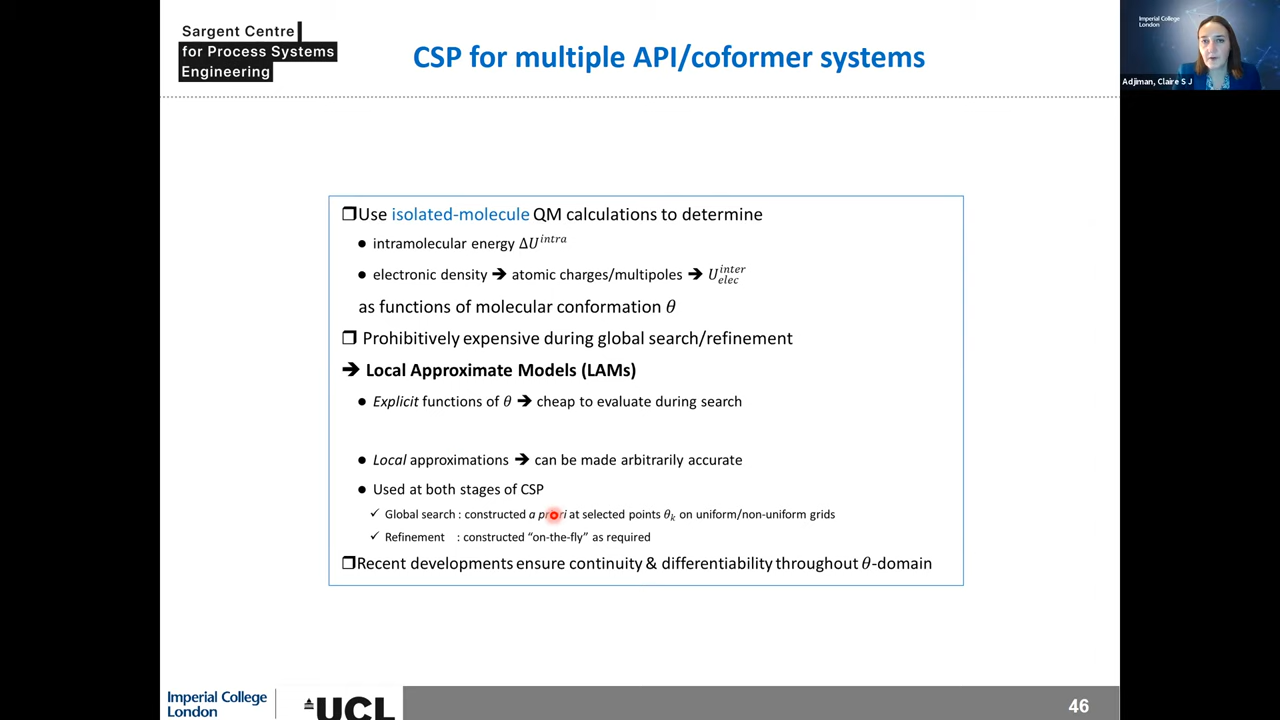 Sargent Centre
for Process Systems
Engineering
CSP for multiple API/coformer systems
Imperial College
London
Adjiman, Claire S J
❒Use isolated-molecule QM calculations to determine
● intramolecular energy Δ𝑈^𝑖𝑛𝑡𝑟𝑎
● electronic density ➔ atomic charges/multipoles ➔ 𝑈_𝑒𝑙𝑒𝑐^𝑖𝑛𝑡𝑒𝑟
as functions of molecular conformation 𝜃
❒ Prohibitively expensive during global search/refinement
➔ Local Approximate Models (LAMs)
● Explicit functions of 𝜃 ➔ cheap to evaluate during search
● Local approximations ➔ can be made arbitrarily accurate
● Used at both stages of CSP
✓ Global search : constructed a priori at selected points 𝜃_𝑘 on uniform/non-uniform grids
✓ Refinement : constructed “on-the-fly” as required
❒Recent developments ensure continuity & differentiability throughout 𝜃-domain
Imperial College
London
UCL
46